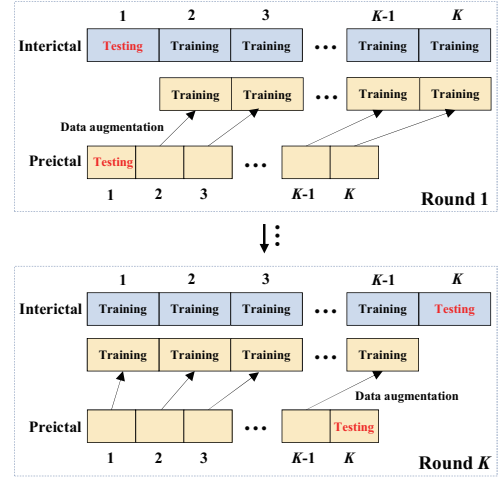 1 2 3 K-1 K
Interictal Testing Training Training ••• Training Training
Training Training ••• Training Training
Data augmentation
Preictal Testing •••
1 2 3 K-1 K
Round 1
1 2 3 K-1 K
Interictal Training Training Training ••• Training Testing
Training Training Training ••• Training
Data augmentation
Preictal ••• Testing
1 2 3 K-1 K
Round K